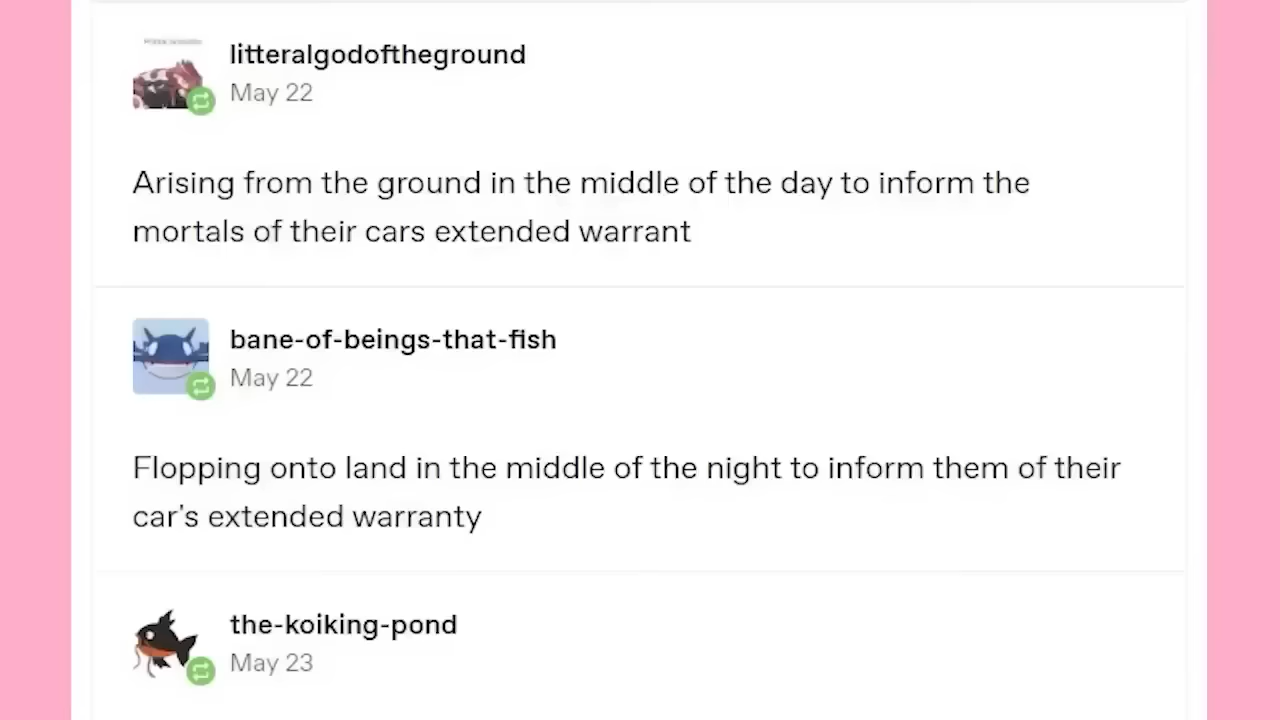 litteralgodoftheground
May 22
Arising from the ground in the middle of the day to inform the
mortals of their cars extended warrant
bane-of-beings-that-fish
May 22
Flopping onto land in the middle of the night to inform them of their
car's extended warranty
the-koiking-pond
May 23